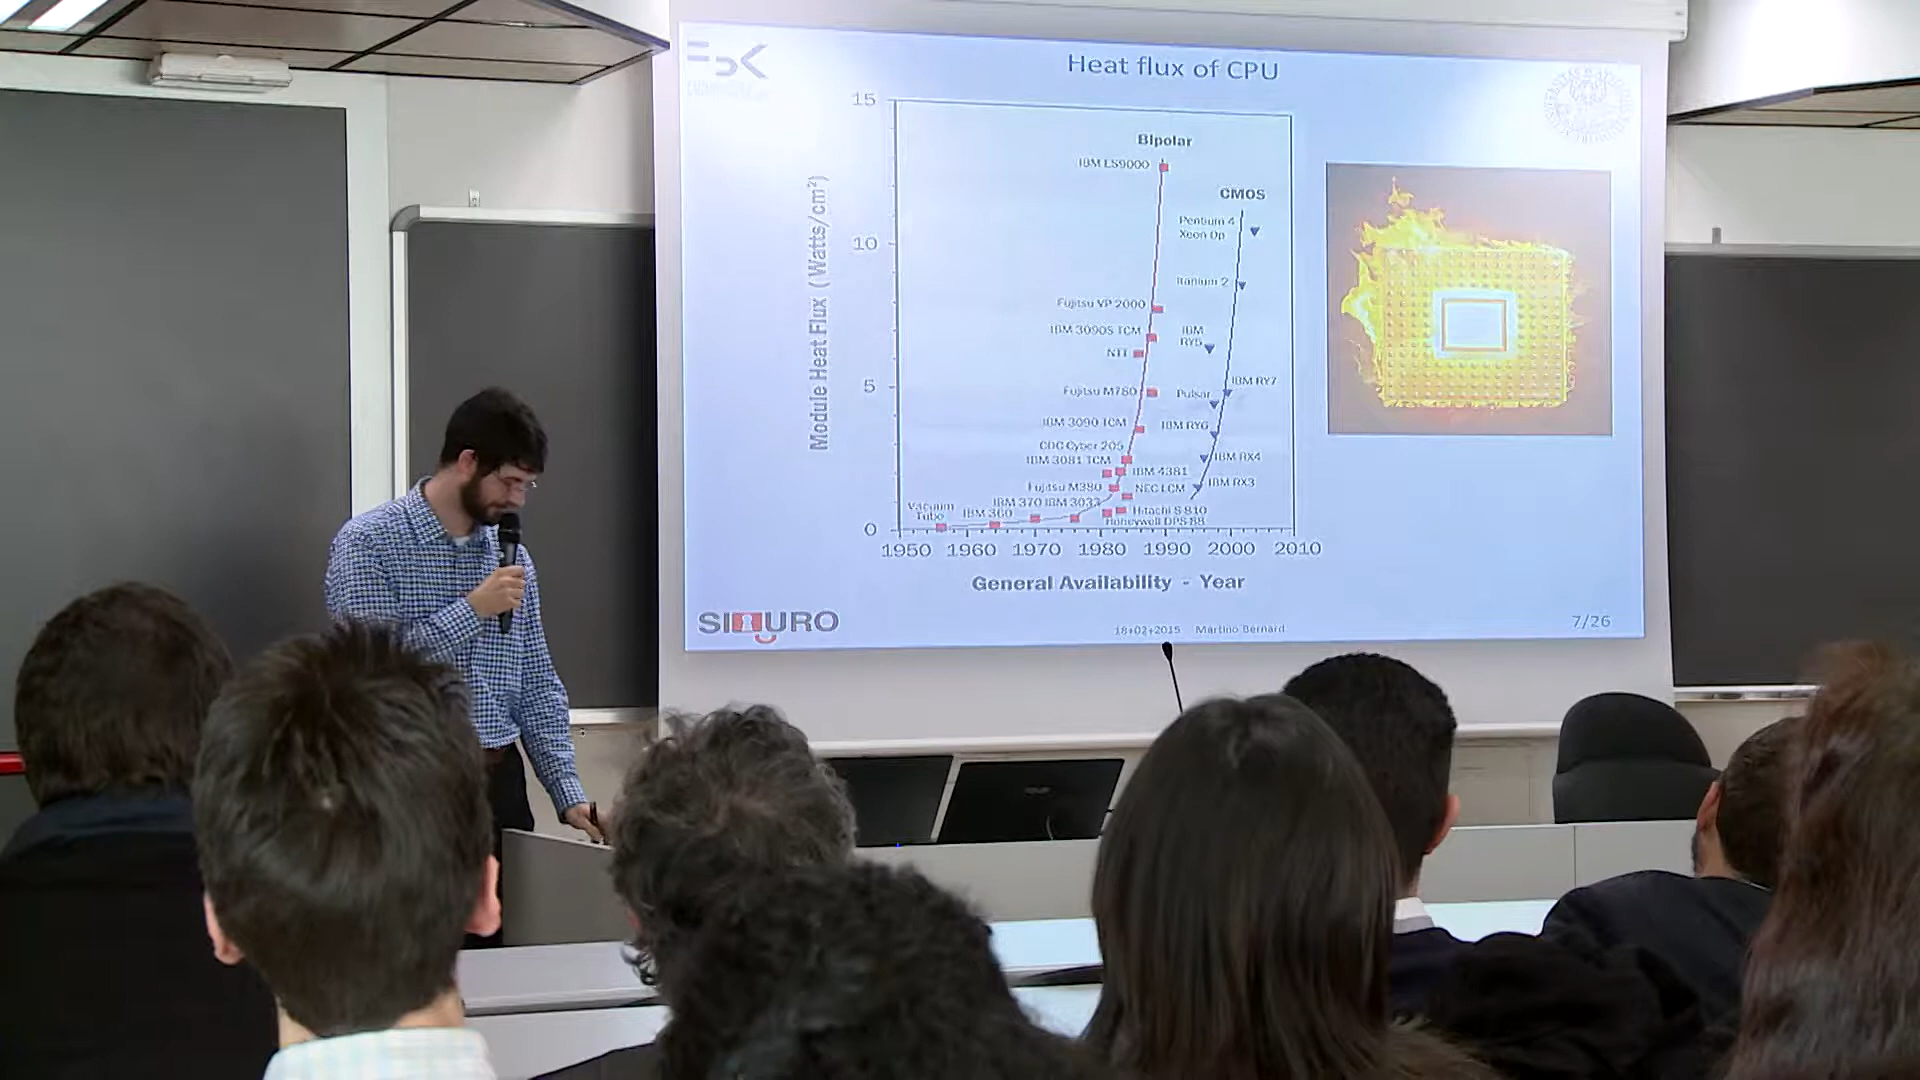 Heat flux of CPU
FBK
15
10
5
0
Module Heat Flux (Watts/cm²)
Bipolar
IBM ES9000
CMOS
Pentium 4
Xeon Dp
Itanium 2
Fujitsu VP 2000
IBM 3090S TCM
IBM
RY5
NTT
IBM RY7
Fujitsu M780
Pulsar
IBM 3090 TCM
IBM RY6
CDC Cyber 205
IBM 3081 TCM
IBM RX4
IBM 4381
IBM RX3
Fujitsu M380
NEC LCM
IBM 370 IBM 3033
Vacuum
Tube
IBM 360
Hitachi S 810
Honeywell DPS 88
1950 1960 1970 1980 1990 2000 2010
General Availability - Year
SICURO
18+02+2015 Martino Bernard
7/26